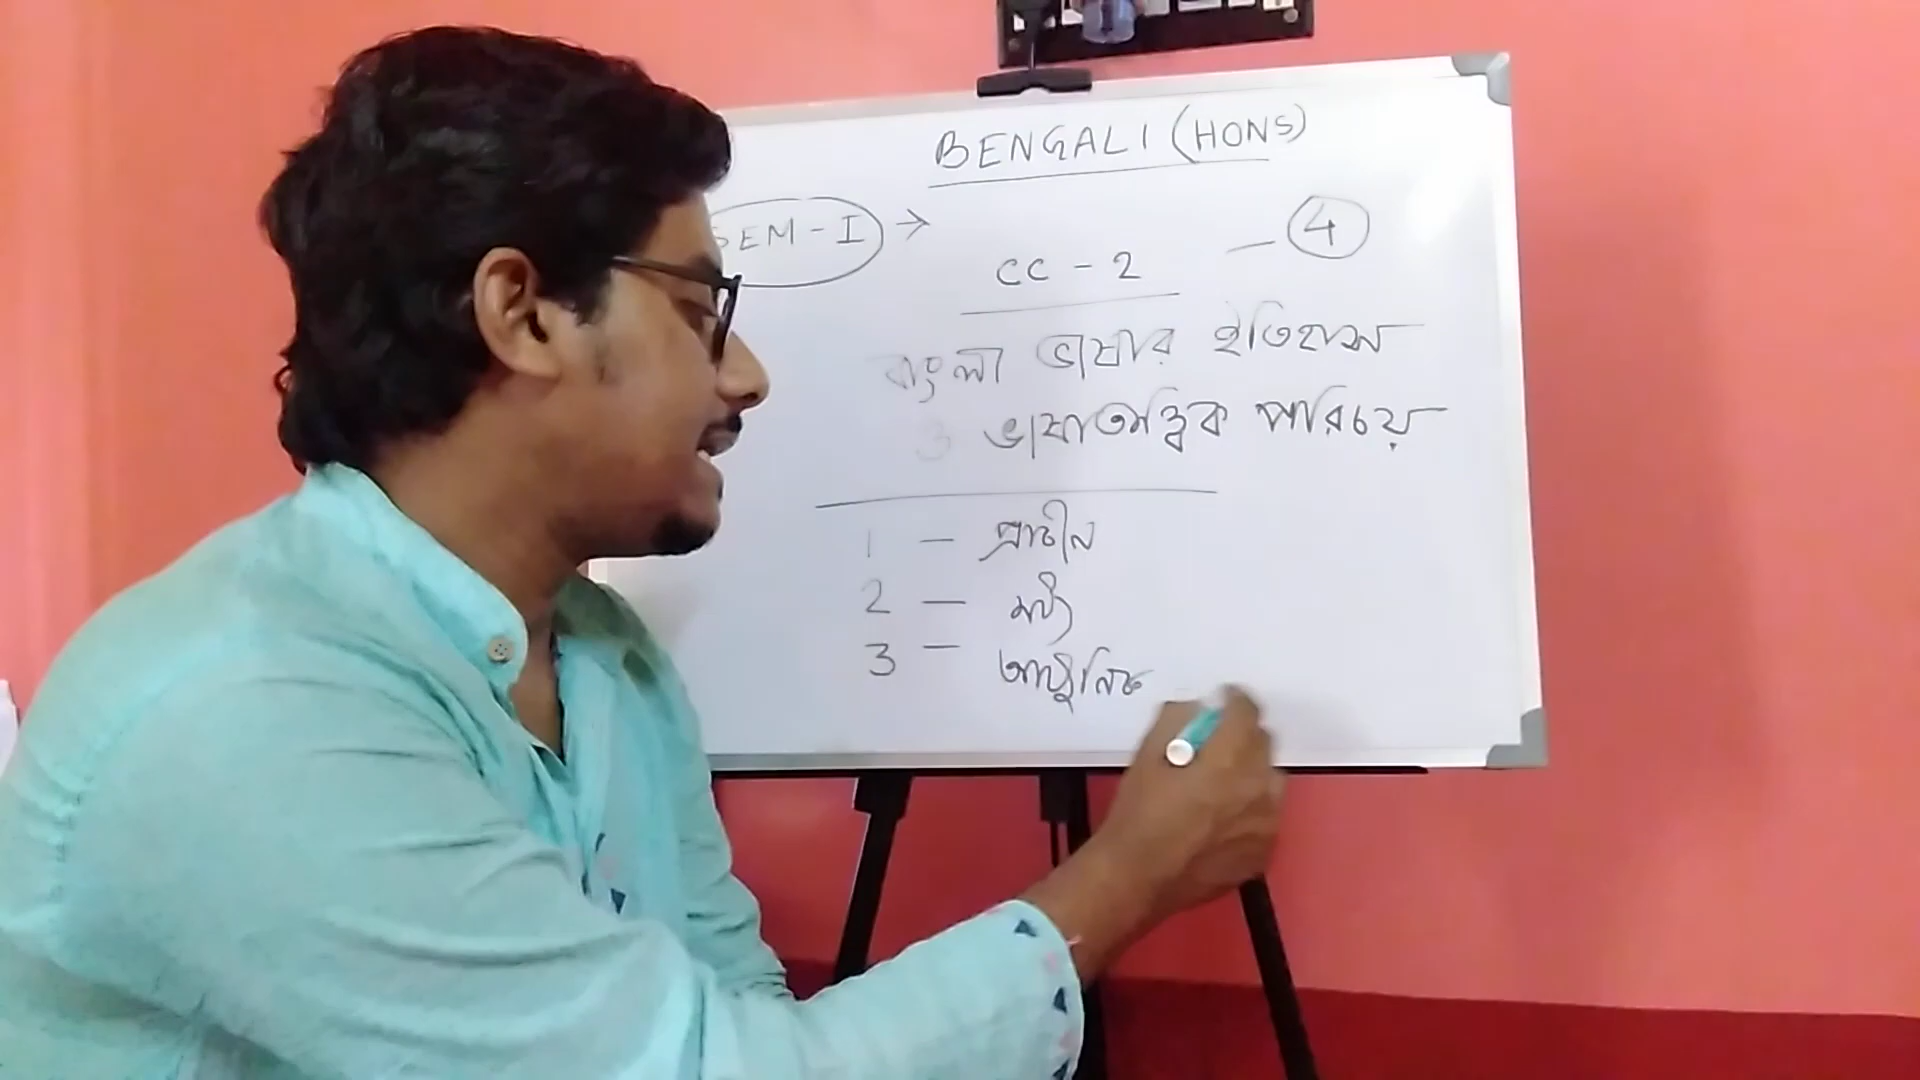 BENGALI (HONS)
SEM - I →
CC - 2 — 4
বাংলা ভাষার ইতিহাস
ও ভাষাতাত্ত্বিক পরিচয়
1 — প্রাচীন
2 — মধ্য
3 — আধুনিক